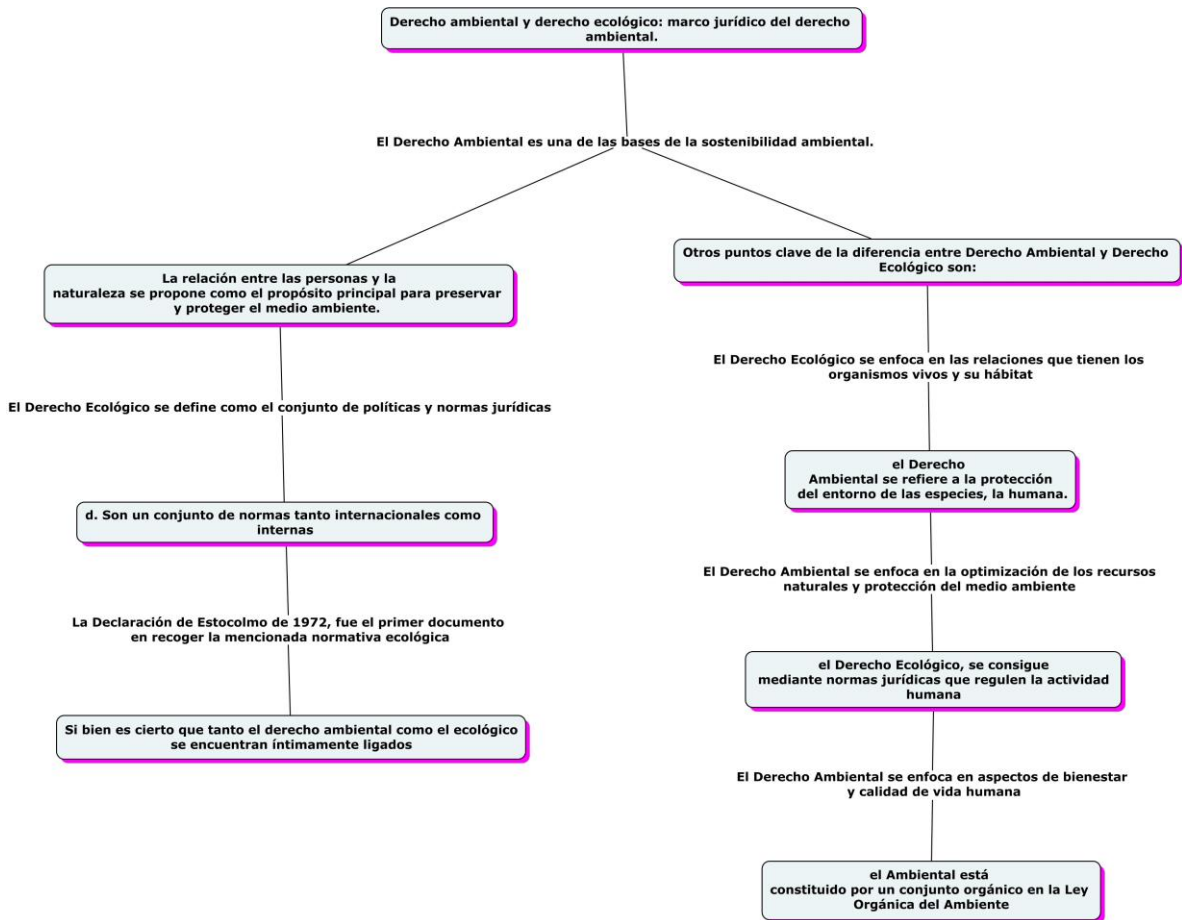 Derecho ambiental y derecho ecológico: marco jurídico del derecho
ambiental.
El Derecho Ambiental es una de las bases de la sostenibilidad ambiental.
La relación entre las personas y la
naturaleza se propone como el propósito principal para preservar
y proteger el medio ambiente.
El Derecho Ecológico se define como el conjunto de políticas y normas jurídicas
d. Son un conjunto de normas tanto internacionales como
internas
La Declaración de Estocolmo de 1972, fue el primer documento
en recoger la mencionada normativa ecológica
Si bien es cierto que tanto el derecho ambiental como el ecológico
se encuentran íntimamente ligados
Otros puntos clave de la diferencia entre Derecho Ambiental y Derecho
Ecológico son:
El Derecho Ecológico se enfoca en las relaciones que tienen los
organismos vivos y su hábitat
el Derecho
Ambiental se refiere a la protección
del entorno de las especies, la humana.
El Derecho Ambiental se enfoca en la optimización de los recursos
naturales y protección del medio ambiente
el Derecho Ecológico, se consigue
mediante normas jurídicas que regulen la actividad
humana
El Derecho Ambiental se enfoca en aspectos de bienestar
y calidad de vida humana
el Ambiental está
constituido por un conjunto orgánico en la Ley
Orgánica del Ambiente